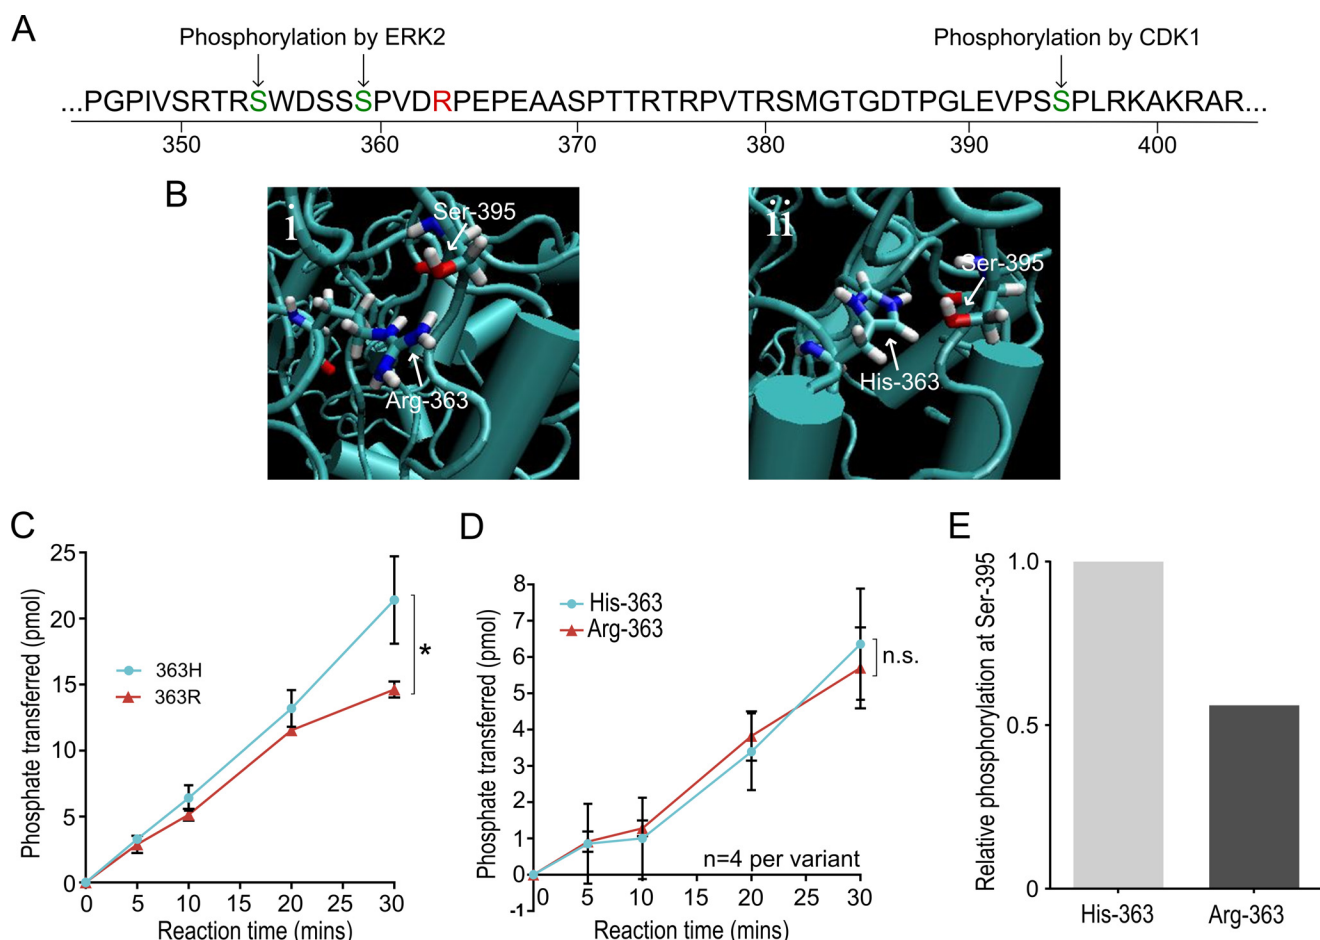 A
Phosphorylation by ERK2 Phosphorylation by CDK1
...PGPIVSRTRSWDSSSPVDRPEPEAASPTTRTRPVTRSMGTGDTPGLEVPSSPLRKAKRAR...
350 360 370 380 390 400
B
i
Ser-395
Arg-363
ii
Ser-395
His-363
C
Phosphate transferred (pmol)
25
20
15
10
5
0
363H
363R
*
0 5 10 20 30
Reaction time (mins)
D
Phosphate transferred (pmol)
8
7
6
5
4
3
2
1
0
-1
His-363
Arg-363
n.s.
n=4 per variant
0 5 10 20 30
Reaction time (mins)
E
Relative phosphorylation at Ser-395
1.0
0.5
0
His-363 Arg-363